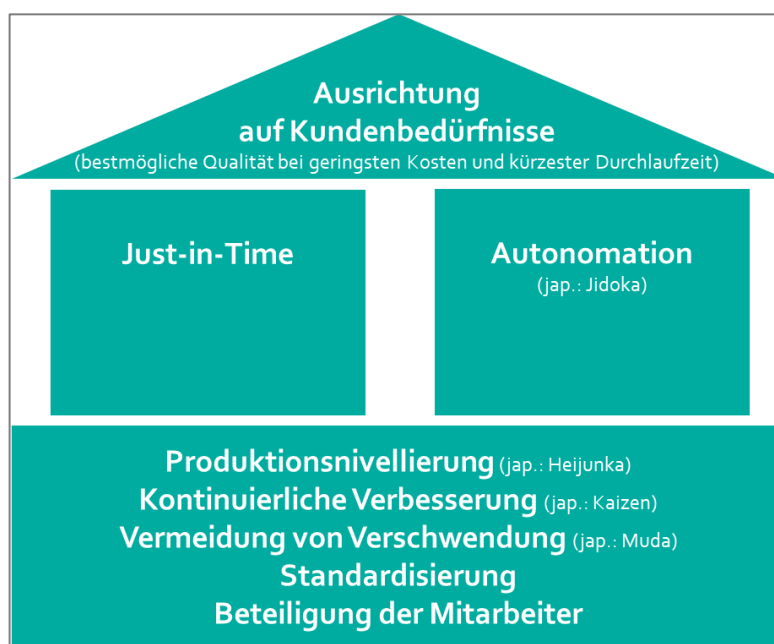 Ausrichtung
auf Kundenbedürfnisse
(bestmögliche Qualität bei geringsten Kosten und kürzester Durchlaufzeit)
Just-in-Time
Autonomation
(jap.: Jidoka)
Produktionsnivellierung (jap.: Heijunka)
Kontinuierliche Verbesserung (jap.: Kaizen)
Vermeidung von Verschwendung (jap.: Muda)
Standardisierung
Beteiligung der Mitarbeiter